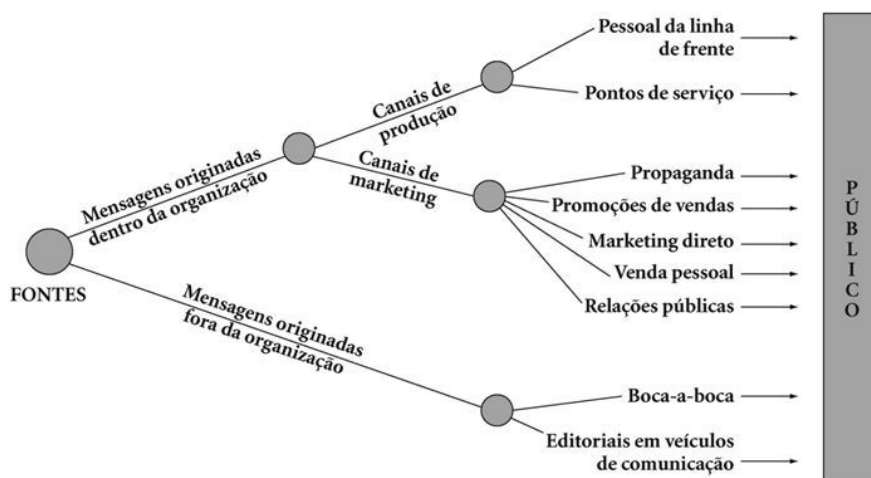 Pessoal da linha
de frente
Canais de
produção
Pontos de serviço
Mensagens originadas
dentro da organização
Canais de
marketing
Propaganda
Promoções de vendas
Marketing direto
Venda pessoal
Relações públicas
FONTES
Mensagens originadas
fora da organização
Boca-a-boca
Editoriais em veículos
de comunicação
PÚBLICO